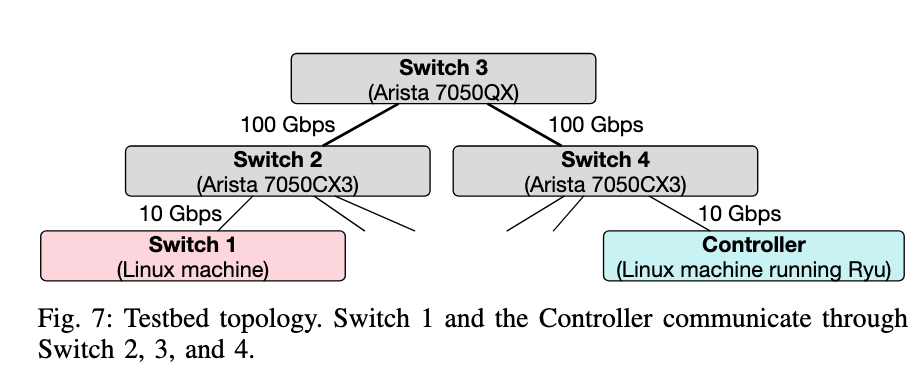 Switch 3
(Arista 7050QX)
100 Gbps
100 Gbps
Switch 2
(Arista 7050CX3)
Switch 4
(Arista 7050CX3)
10 Gbps
10 Gbps
Switch 1
(Linux machine)
Controller
(Linux machine running Ryu)
Fig. 7: Testbed topology. Switch 1 and the Controller communicate through
Switch 2, 3, and 4.